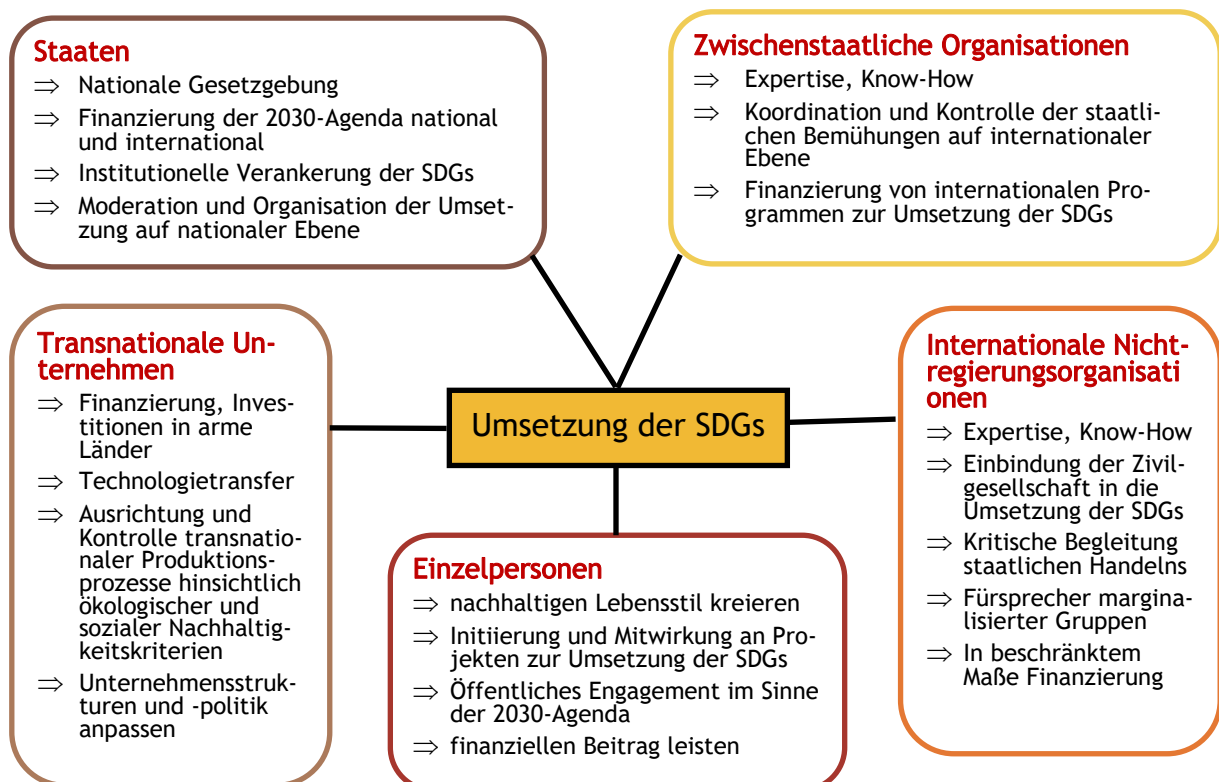 Staaten
⇒ Nationale Gesetzgebung
⇒ Finanzierung der 2030-Agenda national
und international
⇒ Institutionelle Verankerung der SDGs
⇒ Moderation und Organisation der Umset-
zung auf nationaler Ebene
Zwischenstaatliche Organisationen
⇒ Expertise, Know-How
⇒ Koordination und Kontrolle der staatli-
chen Bemühungen auf internationaler
Ebene
⇒ Finanzierung von internationalen Pro-
grammen zur Umsetzung der SDGs
Transnationale Un-
ternehmen
⇒ Finanzierung, Inves-
titionen in arme
Länder
⇒ Technologietransfer
⇒ Ausrichtung und
Kontrolle transnatio-
naler Produktions-
prozesse hinsichtlich
ökologischer und
sozialer Nachhaltig-
keitskriterien
⇒ Unternehmensstruk-
turen und -politik
anpassen
Umsetzung der SDGs
Internationale Nicht-
regierungsorganisati
onen
⇒ Expertise, Know-How
⇒ Einbindung der Zivil-
gesellschaft in die
Umsetzung der SDGs
⇒ Kritische Begleitung
staatlichen Handelns
⇒ Fürsprecher margina-
lisierter Gruppen
⇒ In beschränktem
Maße Finanzierung
Einzelpersonen
⇒ nachhaltigen Lebensstil kreieren
⇒ Initiierung und Mitwirkung an Pro-
jekten zur Umsetzung der SDGs
⇒ Öffentliches Engagement im Sinne
der 2030-Agenda
⇒ finanziellen Beitrag leisten